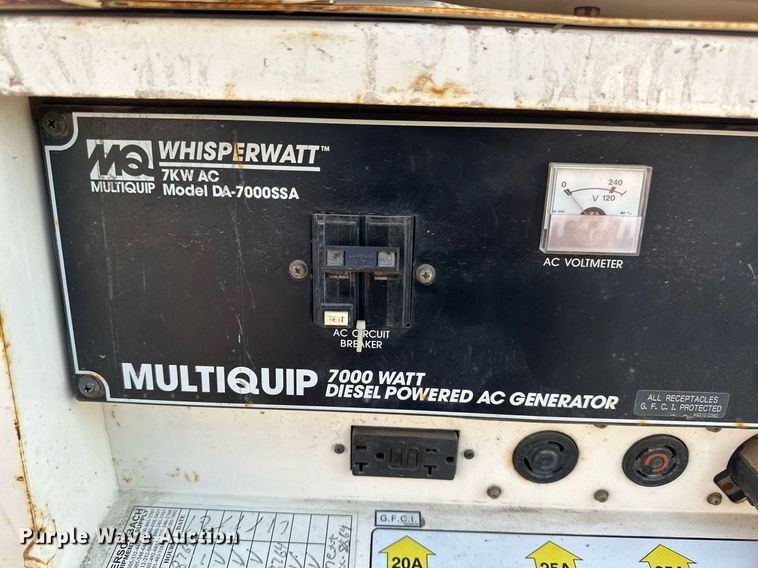 MQ WHISPERWATT™
MULTIQUIP
7KW AC
Model DA-7000SSA
0 240
V 120
AC VOLTMETER
AC CIRCUIT
BREAKER
MULTIQUIP 7000 WATT
DIESEL POWERED AC GENERATOR
ALL RECEPTACLES
G. F. C. I. PROTECTED
G.F.C.I.
20A
25A
Purple Wave Auction